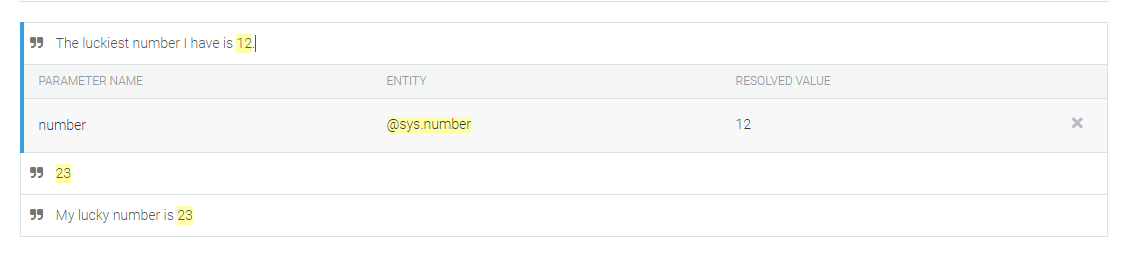 The luckiest number I have is 12.
PARAMETER NAME ENTITY RESOLVED VALUE
number @sys.number 12
23
My lucky number is 23